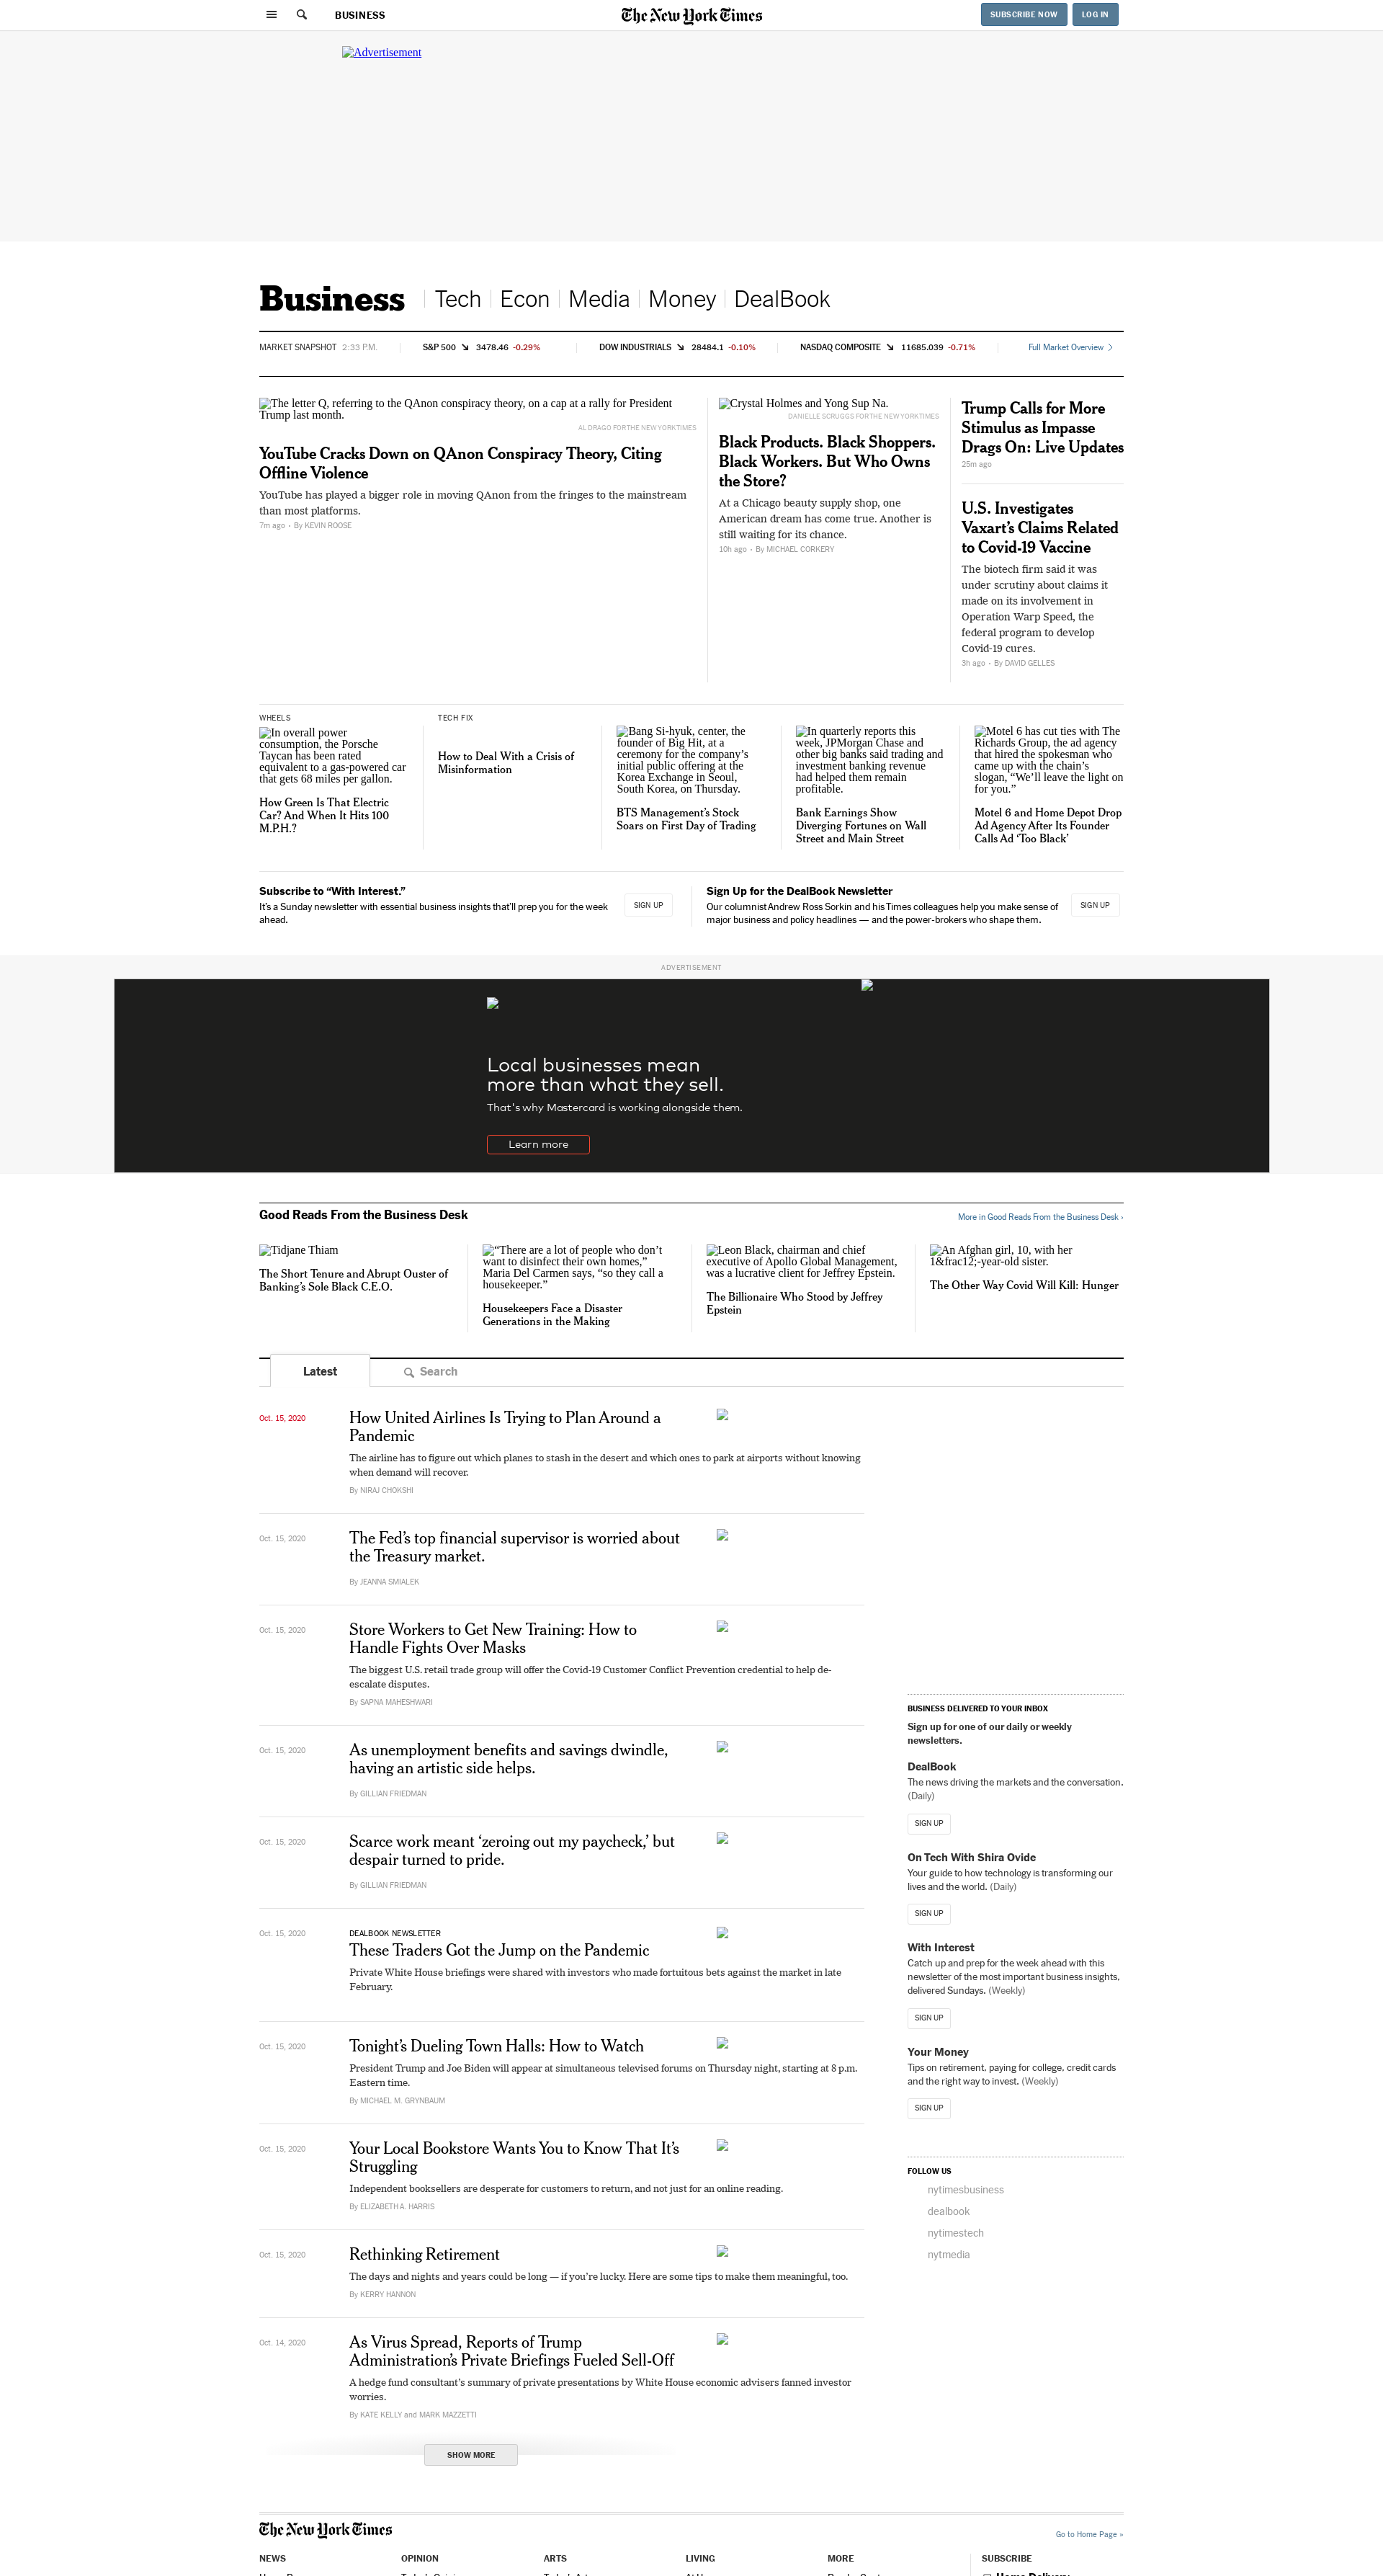 BUSINESS
The New York Times
SUBSCRIBE NOW
LOG IN
Advertisement
Business
Tech
Econ
Media
Money
DealBook
MARKET SNAPSHOT 2:33 P.M.
S&P 500 3478.46 -0.29%
DOW INDUSTRIALS 28484.1 -0.10%
NASDAQ COMPOSITE 11685.039 -0.71%
Full Market Overview
The letter Q, referring to the QAnon conspiracy theory, on a cap at a rally for President
Trump last month.
AL DRAGO FOR THE NEW YORK TIMES
YouTube Cracks Down on QAnon Conspiracy Theory, Citing
Offline Violence
YouTube has played a bigger role in moving QAnon from the fringes to the mainstream
than most platforms.
7m ago • By KEVIN ROOSE
Crystal Holmes and Yong Sup Na.
DANIELLE SCRUGGS FOR THE NEW YORK TIMES
Black Products. Black Shoppers.
Black Workers. But Who Owns
the Store?
At a Chicago beauty supply shop, one
American dream has come true. Another is
still waiting for its chance.
10h ago • By MICHAEL CORKERY
Trump Calls for More
Stimulus as Impasse
Drags On: Live Updates
25m ago
U.S. Investigates
Vaxart’s Claims Related
to Covid-19 Vaccine
The biotech firm said it was
under scrutiny about claims it
made on its involvement in
Operation Warp Speed, the
federal program to develop
Covid-19 cures.
3h ago • By DAVID GELLES
WHEELS
In overall power
consumption, the Porsche
Taycan has been rated
equivalent to a gas-powered car
that gets 68 miles per gallon.
How Green Is That Electric
Car? And When It Hits 100
M.P.H.?
TECH FIX
How to Deal With a Crisis of
Misinformation
Bang Si-hyuk, center, the
founder of Big Hit, at a
ceremony for the company’s
initial public offering at the
Korea Exchange in Seoul,
South Korea, on Thursday.
BTS Management’s Stock
Soars on First Day of Trading
In quarterly reports this
week, JPMorgan Chase and
other big banks said trading and
investment banking revenue
had helped them remain
profitable.
Bank Earnings Show
Diverging Fortunes on Wall
Street and Main Street
Motel 6 has cut ties with The
Richards Group, the ad agency
that hired the spokesman who
came up with the chain’s
slogan, “We’ll leave the light on
for you.”
Motel 6 and Home Depot Drop
Ad Agency After Its Founder
Calls Ad ‘Too Black’
Subscribe to “With Interest.”
It’s a Sunday newsletter with essential business insights that’ll prep you for the week
ahead.
SIGN UP
Sign Up for the DealBook Newsletter
Our columnist Andrew Ross Sorkin and his Times colleagues help you make sense of
major business and policy headlines — and the power-brokers who shape them.
SIGN UP
ADVERTISEMENT
Local businesses mean
more than what they sell.
That's why Mastercard is working alongside them.
Learn more
Good Reads From the Business Desk
More in Good Reads From the Business Desk ›
Tidjane Thiam
The Short Tenure and Abrupt Ouster of
Banking’s Sole Black C.E.O.
“There are a lot of people who don’t
want to disinfect their own homes,”
Maria Del Carmen says, “so they call a
housekeeper.”
Housekeepers Face a Disaster
Generations in the Making
Leon Black, chairman and chief
executive of Apollo Global Management,
was a lucrative client for Jeffrey Epstein.
The Billionaire Who Stood by Jeffrey
Epstein
An Afghan girl, 10, with her
1&frac12;-year-old sister.
The Other Way Covid Will Kill: Hunger
Latest
Search
Oct. 15, 2020
How United Airlines Is Trying to Plan Around a
Pandemic
The airline has to figure out which planes to stash in the desert and which ones to park at airports without knowing
when demand will recover.
By NIRAJ CHOKSHI
Oct. 15, 2020
The Fed’s top financial supervisor is worried about
the Treasury market.
By JEANNA SMIALEK
Oct. 15, 2020
Store Workers to Get New Training: How to
Handle Fights Over Masks
The biggest U.S. retail trade group will offer the Covid-19 Customer Conflict Prevention credential to help de-
escalate disputes.
By SAPNA MAHESHWARI
Oct. 15, 2020
As unemployment benefits and savings dwindle,
having an artistic side helps.
By GILLIAN FRIEDMAN
Oct. 15, 2020
Scarce work meant ‘zeroing out my paycheck,’ but
despair turned to pride.
By GILLIAN FRIEDMAN
Oct. 15, 2020
DEALBOOK NEWSLETTER
These Traders Got the Jump on the Pandemic
Private White House briefings were shared with investors who made fortuitous bets against the market in late
February.
Oct. 15, 2020
Tonight’s Dueling Town Halls: How to Watch
President Trump and Joe Biden will appear at simultaneous televised forums on Thursday night, starting at 8 p.m.
Eastern time.
By MICHAEL M. GRYNBAUM
Oct. 15, 2020
Your Local Bookstore Wants You to Know That It’s
Struggling
Independent booksellers are desperate for customers to return, and not just for an online reading.
By ELIZABETH A. HARRIS
Oct. 15, 2020
Rethinking Retirement
The days and nights and years could be long — if you’re lucky. Here are some tips to make them meaningful, too.
By KERRY HANNON
Oct. 14, 2020
As Virus Spread, Reports of Trump
Administration’s Private Briefings Fueled Sell-Off
A hedge fund consultant’s summary of private presentations by White House economic advisers fanned investor
worries.
By KATE KELLY and MARK MAZZETTI
SHOW MORE
BUSINESS DELIVERED TO YOUR INBOX
Sign up for one of our daily or weekly
newsletters.
DealBook
The news driving the markets and the conversation.
(Daily)
SIGN UP
On Tech With Shira Ovide
Your guide to how technology is transforming our
lives and the world. (Daily)
SIGN UP
With Interest
Catch up and prep for the week ahead with this
newsletter of the most important business insights,
delivered Sundays. (Weekly)
SIGN UP
Your Money
Tips on retirement, paying for college, credit cards
and the right way to invest. (Weekly)
SIGN UP
FOLLOW US
nytimesbusiness
dealbook
nytimestech
nytmedia
The New York Times
Go to Home Page »
NEWS
OPINION
ARTS
LIVING
MORE
SUBSCRIBE